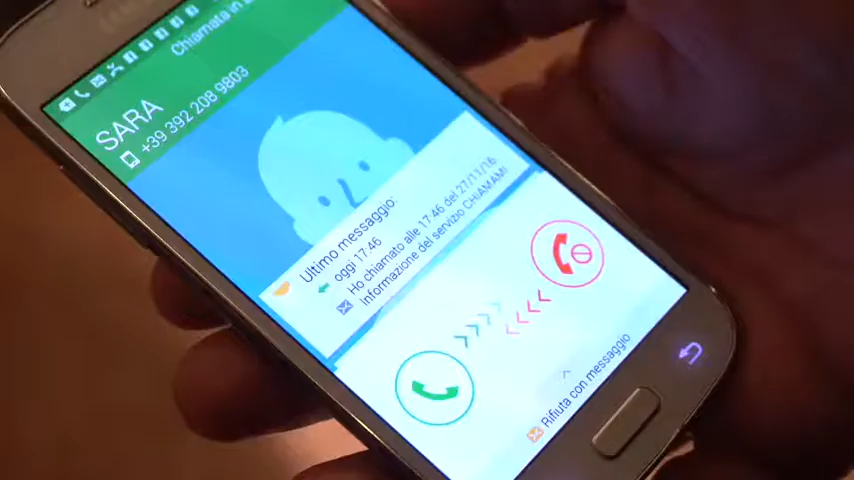 Chiamata in
SARA
+39 392 208 9803
Ultimo messaggio:
oggi 17:46
Ho chiamato alle 17:46 del 27/13/16
Informazione del servizio CHIAMAMI
Rifiuta con messaggio